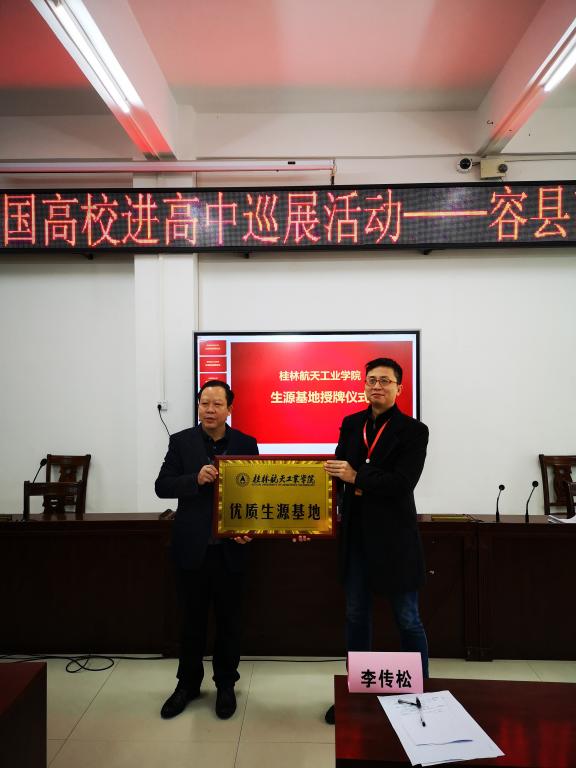 国高校进高中巡展活动——容县
桂林航天工业学院
生源基地授牌仪式
桂林航天工業学院
优质生源基地
李传松